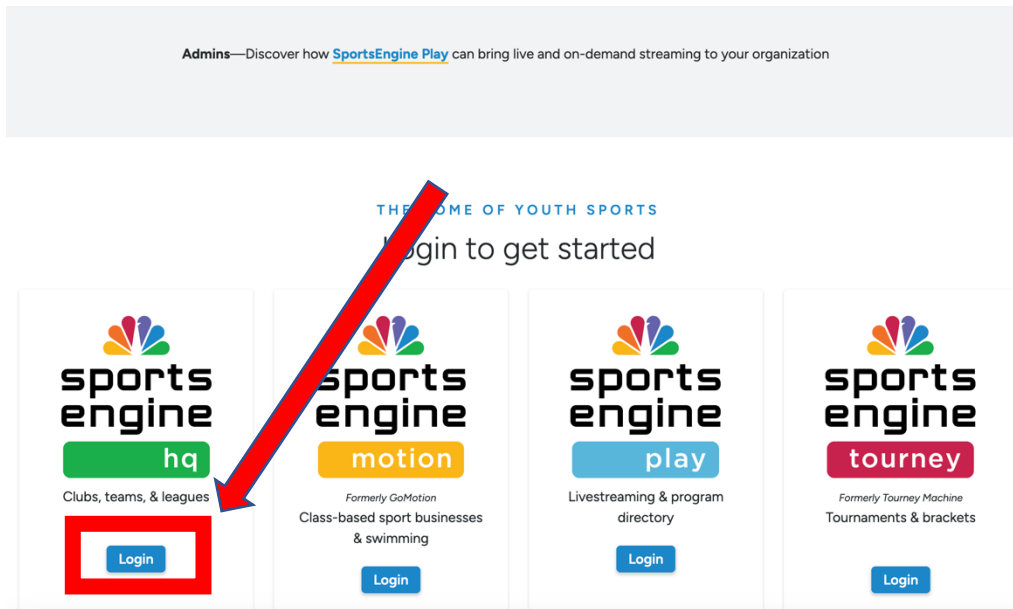 Admins—Discover how SportsEngine Play can bring live and on-demand streaming to your organization
THE HOME OF YOUTH SPORTS
Login to get started
sports
engine
hq
Clubs, teams, & leagues
Login
sports
engine
motion
Formerly GoMotion
Class-based sport businesses
& swimming
Login
sports
engine
play
Livestreaming & program
directory
Login
sports
engine
tourney
Formerly Tourney Machine
Tournaments & brackets
Login